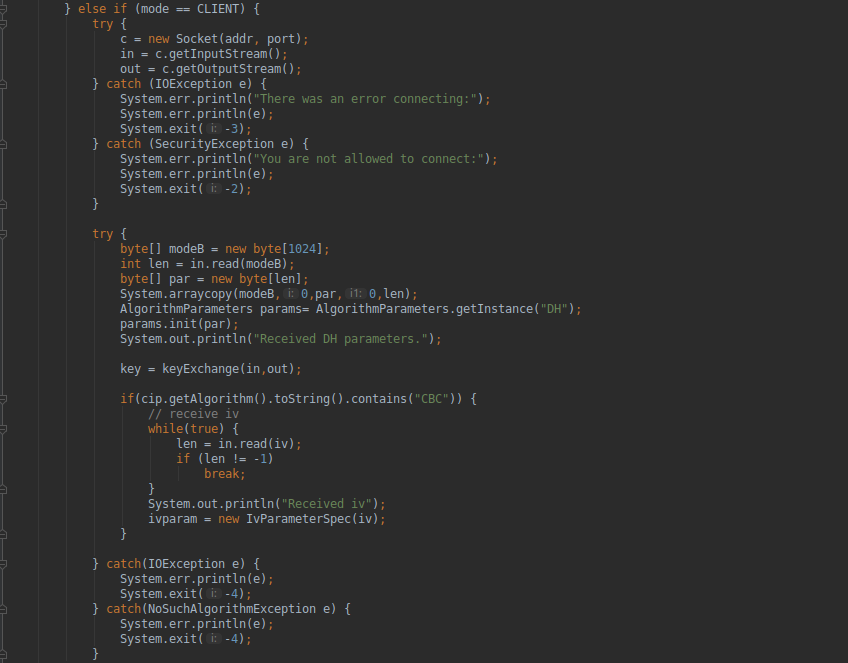 } else if (mode == CLIENT) {
try {
c = new Socket(addr, port);
in = c.getInputStream();
out = c.getOutputStream();
} catch (IOException e) {
System.err.println("There was an error connecting:");
System.err.println(e);
System.exit( i: -3);
} catch (SecurityException e) {
System.err.println("You are not allowed to connect:");
System.err.println(e);
System.exit( i: -2);
}
try {
byte[] modeB = new byte[1024];
int len = in.read(modeB);
byte[] par = new byte[len];
System.arraycopy(modeB, i: 0,par, i1: 0,len);
AlgorithmParameters params= AlgorithmParameters.getInstance("DH");
params.init(par);
System.out.println("Received DH parameters.");
key = keyExchange(in,out);
if(cip.getAlgorithm().toString().contains("CBC")) {
// receive iv
while(true) {
len = in.read(iv);
if (len != -1)
break;
}
System.out.println("Received iv");
ivparam = new IvParameterSpec(iv);
}
} catch(IOException e) {
System.err.println(e);
System.exit( i: -4);
} catch(NoSuchAlgorithmException e) {
System.err.println(e);
System.exit( i: -4);
}